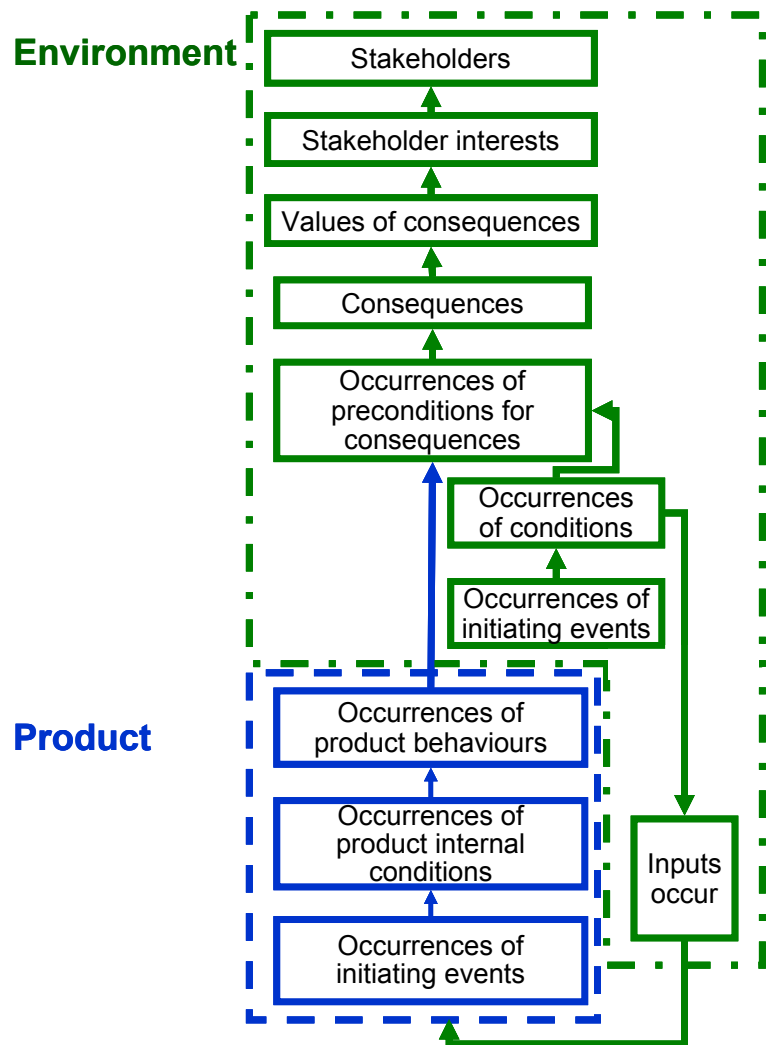 Environment
Stakeholders
Stakeholder interests
Values of consequences
Consequences
Occurrences of
preconditions for
consequences
Occurrences
of conditions
Occurrences of
initiating events
Product
Occurrences of
product behaviours
Occurrences of
product internal
conditions
Occurrences of
initiating events
Inputs
occur